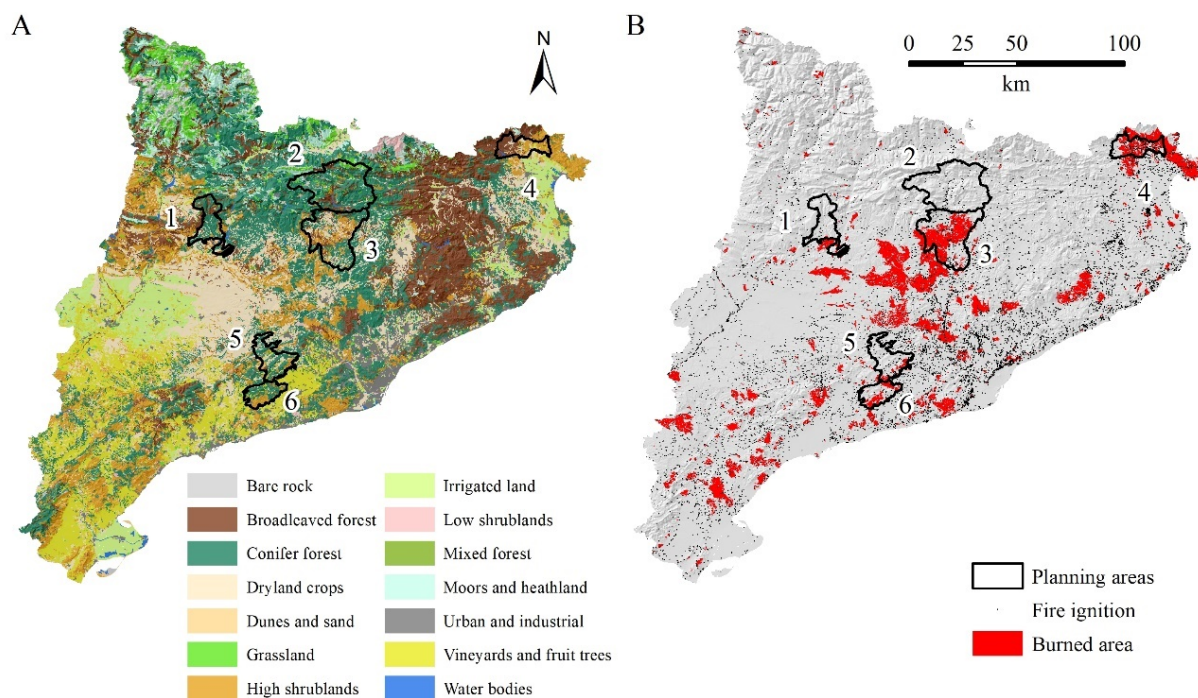 A
B
N
0 25 50 100
km
2
1
4
3
5
6
2
1
4
3
5
6
Bare rock
Broadleaved forest
Conifer forest
Dryland crops
Dunes and sand
Grassland
High shrublands
Irrigated land
Low shrublands
Mixed forest
Moors and heathland
Urban and industrial
Vineyards and fruit trees
Water bodies
Planning areas
Fire ignition
Burned area